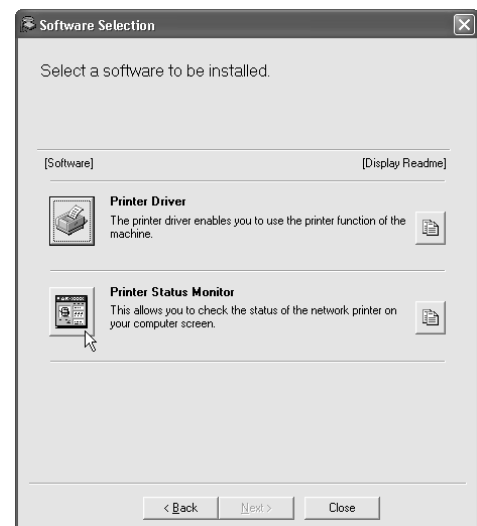 Software Selection
Select a software to be installed.
[Software] [Display Readme]
Printer Driver
The printer driver enables you to use the printer function of the
machine.
Printer Status Monitor
This allows you to check the status of the network printer on
your computer screen.
< Back Next > Close